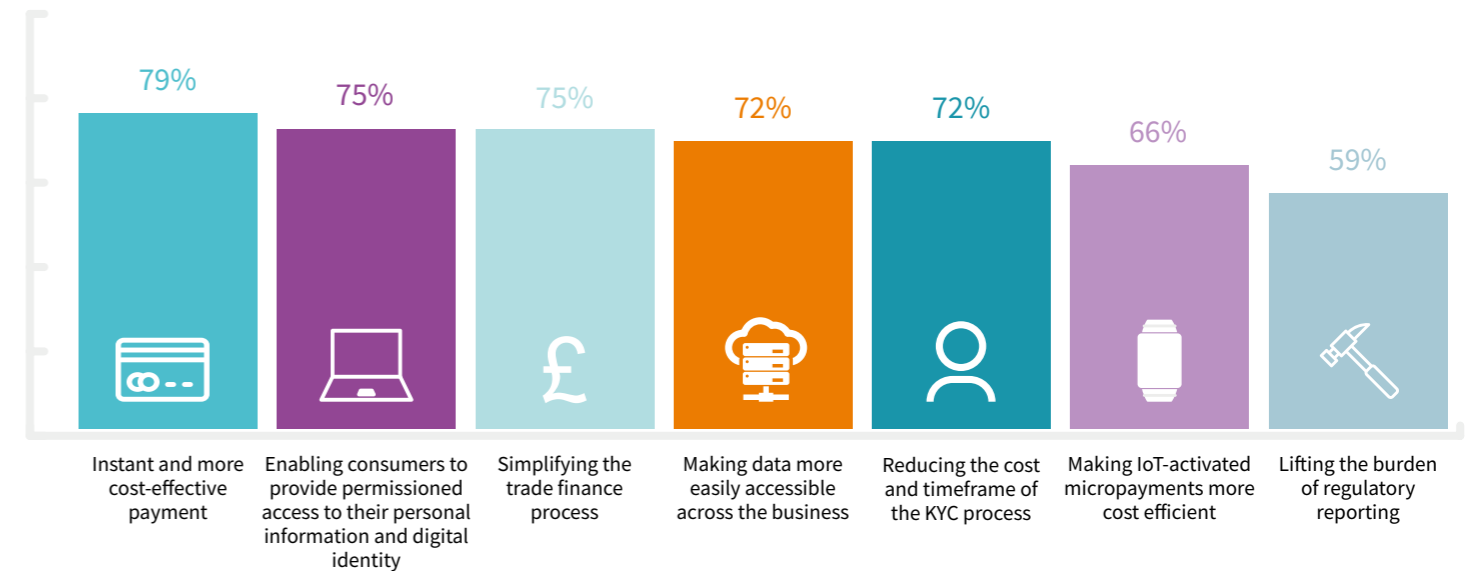 79%
75%
75%
72%
72%
66%
59%
Instant and more
cost-effective
payment
Enabling consumers to
provide permissioned
access to their personal
information and digital
identity
Simplifying the
trade finance
process
Making data more
easily accessible
across the business
Reducing the cost
and timeframe of
the KYC process
Making IoT-activated
micropayments more
cost efficient
Lifting the burden
of regulatory
reporting
£